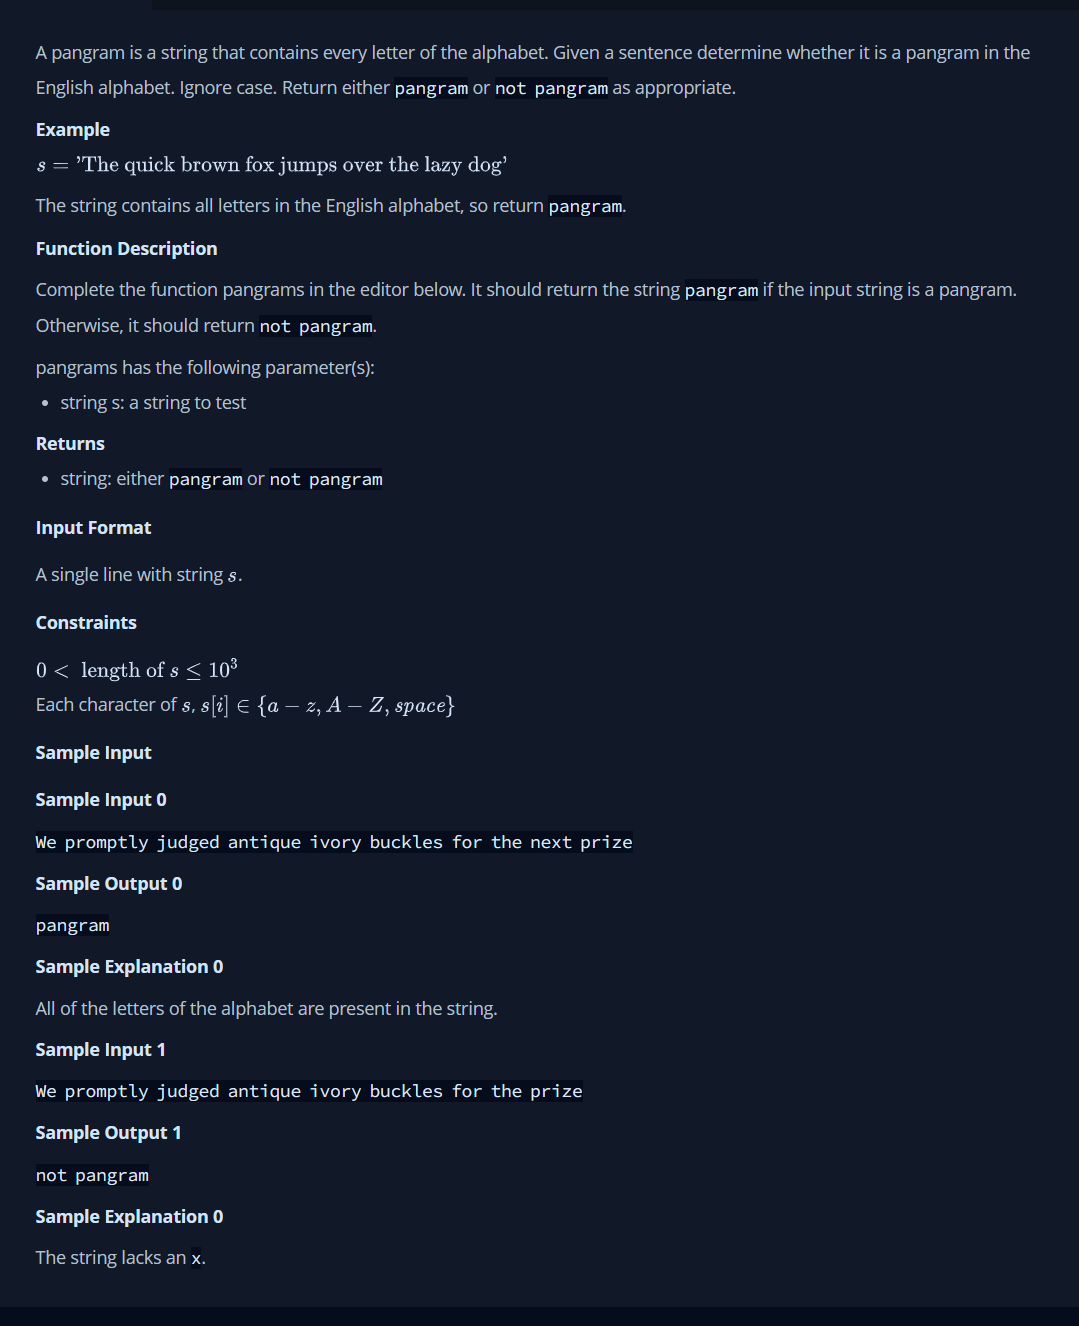 A pangram is a string that contains every letter of the alphabet. Given a sentence determine whether it is a pangram in the
English alphabet. Ignore case. Return either pangram or not pangram as appropriate.
Example
s = ’The quick brown fox jumps over the lazy dog’
The string contains all letters in the English alphabet, so return pangram.
Function Description
Complete the function pangrams in the editor below. It should return the string pangram if the input string is a pangram.
Otherwise, it should return not pangram.
pangrams has the following parameter(s):
• string s: a string to test
Returns
• string: either pangram or not pangram
Input Format
A single line with string s.
Constraints
0 < length of s ≤ 10³
Each character of s, s[i] ∈ {a − z, A − Z, space}
Sample Input
Sample Input 0
We promptly judged antique ivory buckles for the next prize
Sample Output 0
pangram
Sample Explanation 0
All of the letters of the alphabet are present in the string.
Sample Input 1
We promptly judged antique ivory buckles for the prize
Sample Output 1
not pangram
Sample Explanation 0
The string lacks an x.